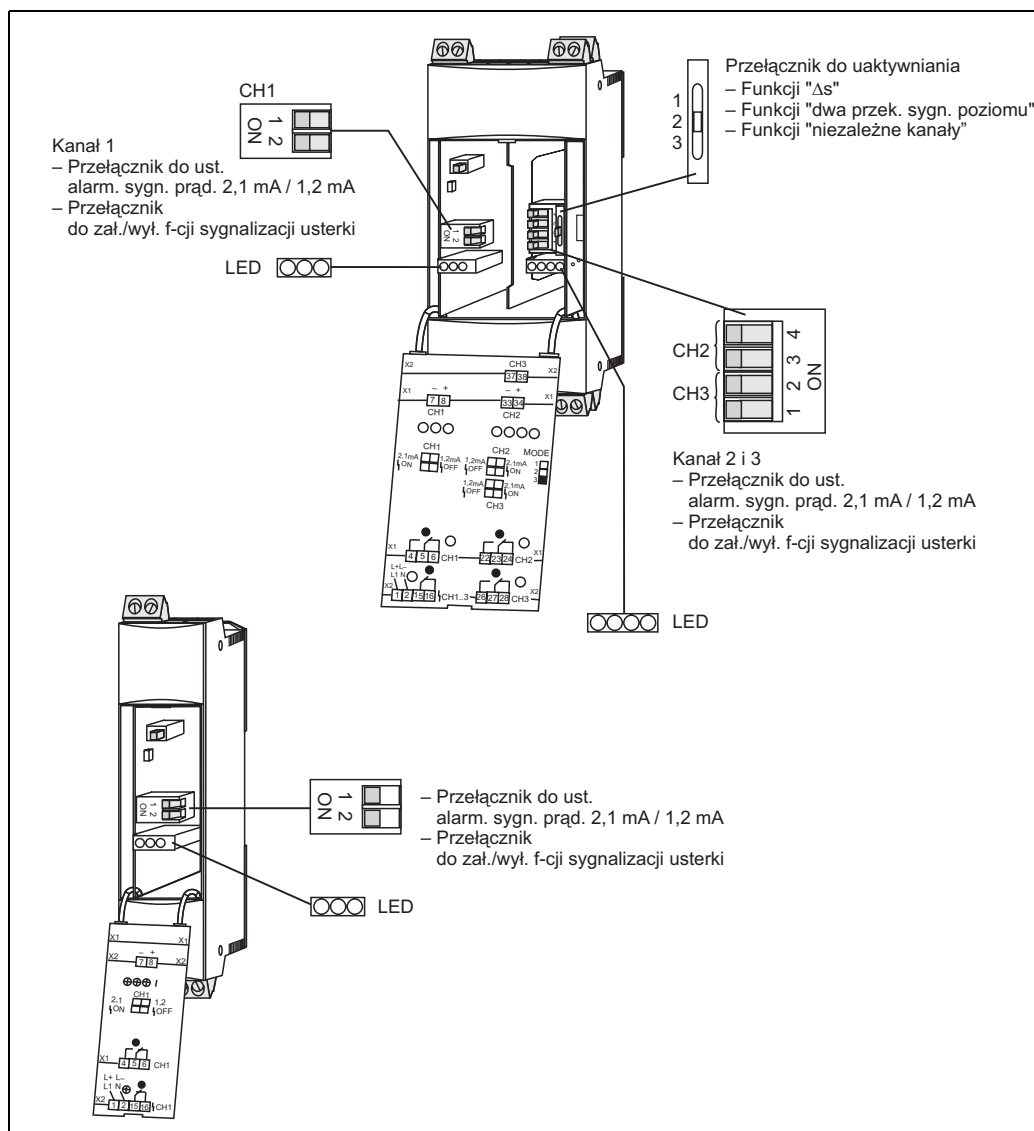 CH1
1 2
ON
Kanał 1
– Przełącznik do ust.
alarm. sygn. prąd. 2,1 mA / 1,2 mA
– Przełącznik
do zał./wył. f-cji sygnalizacji usterki
LED
1
2
3
Przełącznik do uaktywniania
– Funkcji "Δs"
– Funkcji "dwa przek. sygn. poziomu"
– Funkcji "niezależne kanały"
1 2
ON
CH2
CH3
1 2 3 4
ON
Kanał 2 i 3
– Przełącznik do ust.
alarm. sygn. prąd. 2,1 mA / 1,2 mA
– Przełącznik
do zał./wył. f-cji sygnalizacji usterki
LED
CH3
X2 37 38 X2
X1 – + – + X1
7 8 33 34
CH1 CH2
CH1 CH2 MODE
2,1mA 1,2mA 1,2mA 2,1mA 1
ON OFF OFF ON 2
3
1,2mA 2,1mA
OFF ON
CH3
X1 4 5 6 CH1 22 23 24 CH2 X1
L+ L–
L1 N
X2 1 2 15 16 CH1..3 26 27 28 CH3 X2
1 2
ON
1 2
ON
– Przełącznik do ust.
alarm. sygn. prąd. 2,1 mA / 1,2 mA
– Przełącznik
do zał./wył. f-cji sygnalizacji usterki
LED
X1 X1
– +
X2 7 8 X2
CH1
2,1 1,2
ON OFF
X1 4 5 6 CH1
L+ L–
L1 N
X2 1 2 15 16 CH1